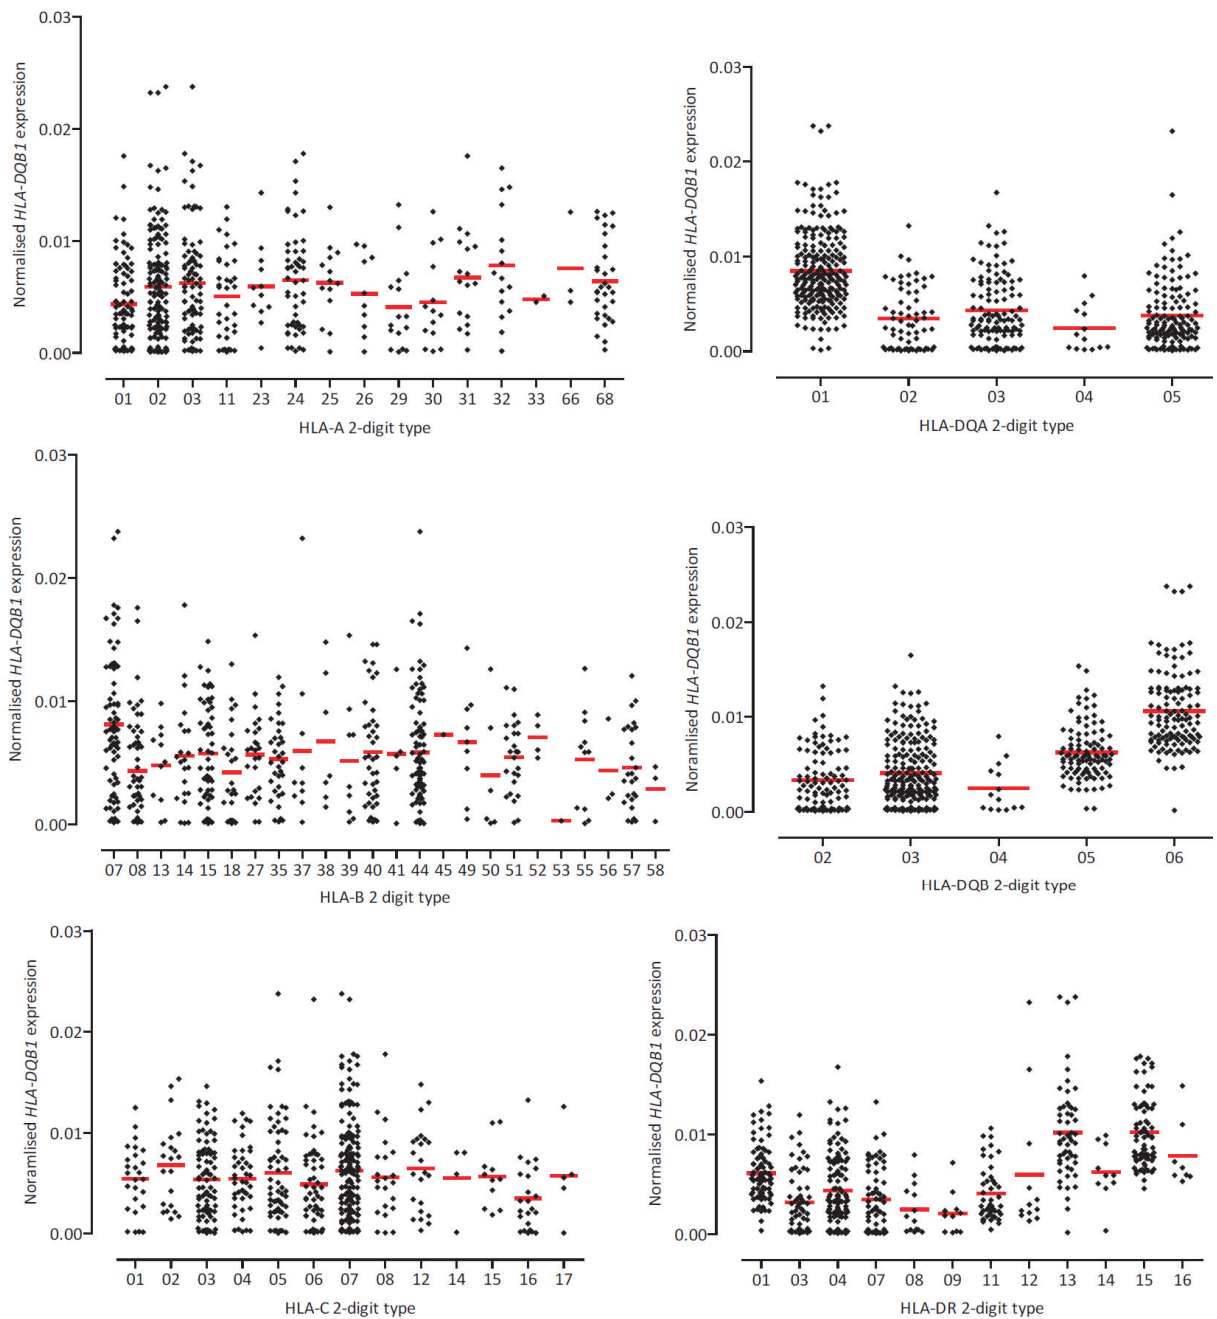 Normalised HLA-DQB1 expression
0.03
0.02
0.01
0.00
01 02 03 11 23 24 25 26 29 30 31 32 33 66 68
HLA-A 2-digit type
Normalised HLA-DQB1 expression
0.03
0.02
0.01
0.00
01 02 03 04 05
HLA-DQA 2-digit type
Normalised HLA-DQB1 expression
0.03
0.02
0.01
0.00
07 08 13 14 15 18 27 35 37 38 39 40 41 44 45 49 50 51 52 53 55 56 57 58
HLA-B 2 digit type
Noramlised HLA-DQB1 expression
0.03
0.02
0.01
0.00
02 03 04 05 06
HLA-DQB 2-digit type
Noramlised HLA-DQB1 expression
0.03
0.02
0.01
0.00
01 02 03 04 05 06 07 08 12 14 15 16 17
HLA-C 2-digit type
Normalised HLA-DQB1 expression
0.03
0.02
0.01
0.00
01 03 04 07 08 09 11 12 13 14 15 16
HLA-DR 2-digit type